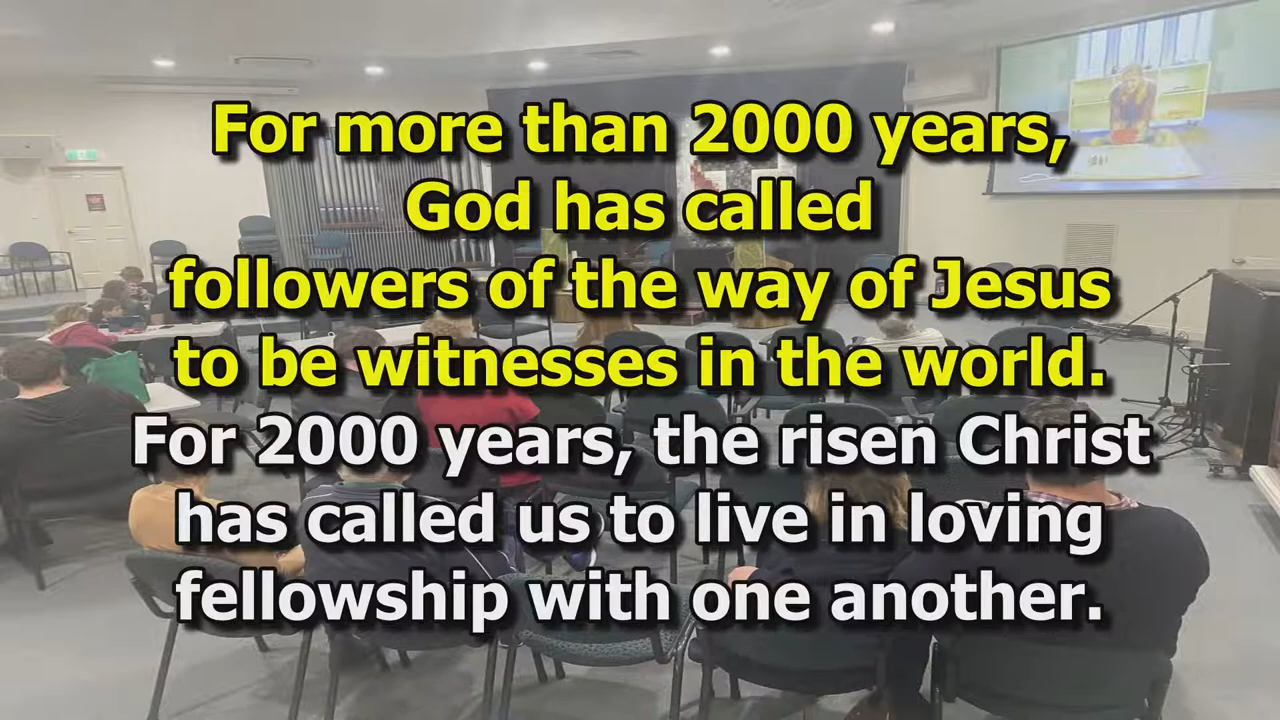 For more than 2000 years,
God has called
followers of the way of Jesus
to be witnesses in the world.
For 2000 years, the risen Christ
has called us to live in loving
fellowship with one another.